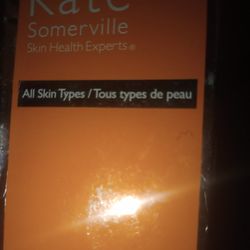 Kate
Somerville
Skin Health Experts®
All Skin Types / Tous types de peau